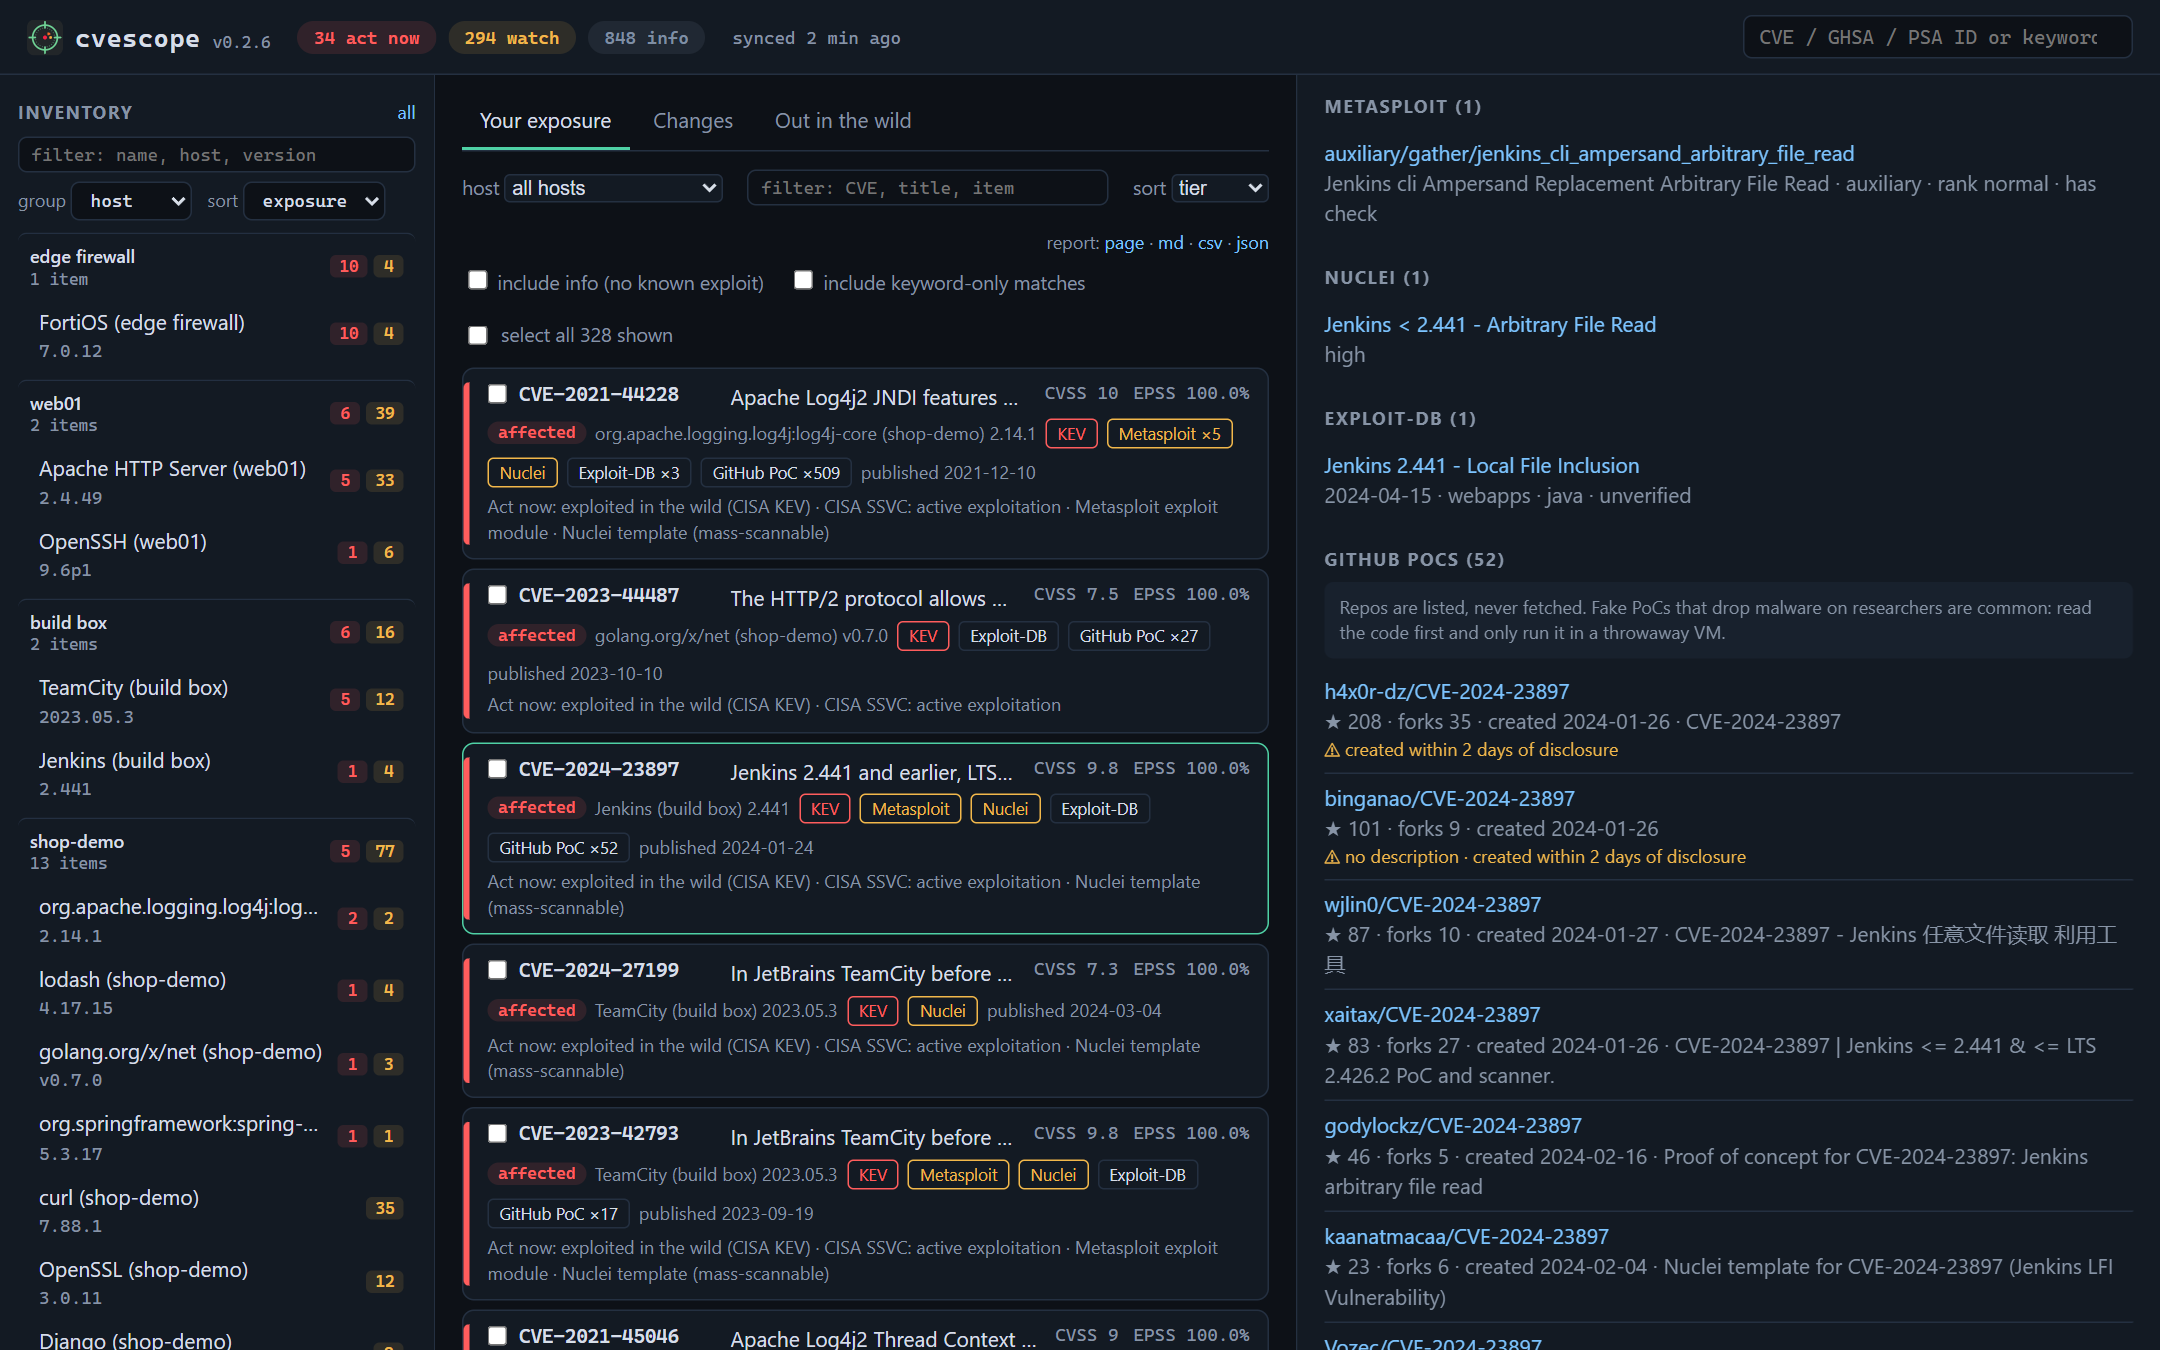 cvescope v0.2.6 34 act now 294 watch 848 info synced 2 min ago CVE / GHSA / PSA ID or keyword
INVENTORY all
filter: name, host, version
group host sort exposure
edge firewall 10 4
1 item
FortiOS (edge firewall) 10 4
7.0.12
web01 6 39
2 items
Apache HTTP Server (web01) 5 33
2.4.49
OpenSSH (web01) 1 6
9.6p1
build box 6 16
2 items
TeamCity (build box) 5 12
2023.05.3
Jenkins (build box) 1 4
2.441
shop-demo 5 77
13 items
org.apache.logging.log4j:log... 2 2
2.14.1
lodash (shop-demo) 1 4
4.17.15
golang.org/x/net (shop-demo) 1 3
v0.7.0
org.springframework:spring-... 1 1
5.3.17
curl (shop-demo) 35
7.88.1
OpenSSL (shop-demo) 12
3.0.11
Django (shop-demo)
Your exposure Changes Out in the wild
host all hosts filter: CVE, title, item sort tier
report: page · md · csv · json
include info (no known exploit) include keyword-only matches
select all 328 shown
CVE-2021-44228 Apache Log4j2 JNDI features ... CVSS 10 EPSS 100.0%
affected org.apache.logging.log4j:log4j-core (shop-demo) 2.14.1 KEV Metasploit ×5
Nuclei Exploit-DB ×3 GitHub PoC ×509 published 2021-12-10
Act now: exploited in the wild (CISA KEV) · CISA SSVC: active exploitation · Metasploit exploit
module · Nuclei template (mass-scannable)
CVE-2023-44487 The HTTP/2 protocol allows ... CVSS 7.5 EPSS 100.0%
affected golang.org/x/net (shop-demo) v0.7.0 KEV Exploit-DB GitHub PoC ×27
published 2023-10-10
Act now: exploited in the wild (CISA KEV) · CISA SSVC: active exploitation
CVE-2024-23897 Jenkins 2.441 and earlier, LTS... CVSS 9.8 EPSS 100.0%
affected Jenkins (build box) 2.441 KEV Metasploit Nuclei Exploit-DB
GitHub PoC ×52 published 2024-01-24
Act now: exploited in the wild (CISA KEV) · CISA SSVC: active exploitation · Nuclei template
(mass-scannable)
CVE-2024-27199 In JetBrains TeamCity before ... CVSS 7.3 EPSS 100.0%
affected TeamCity (build box) 2023.05.3 KEV Nuclei published 2024-03-04
Act now: exploited in the wild (CISA KEV) · CISA SSVC: active exploitation · Nuclei template
(mass-scannable)
CVE-2023-42793 In JetBrains TeamCity before ... CVSS 9.8 EPSS 100.0%
affected TeamCity (build box) 2023.05.3 KEV Metasploit Nuclei Exploit-DB
GitHub PoC ×17 published 2023-09-19
Act now: exploited in the wild (CISA KEV) · CISA SSVC: active exploitation · Metasploit exploit
module · Nuclei template (mass-scannable)
CVE-2021-45046 Apache Log4j2 Thread Context ... CVSS 9 EPSS 100.0%
METASPLOIT (1)
auxiliary/gather/jenkins_cli_ampersand_arbitrary_file_read
Jenkins cli Ampersand Replacement Arbitrary File Read · auxiliary · rank normal · has
check
NUCLEI (1)
Jenkins < 2.441 - Arbitrary File Read
high
EXPLOIT-DB (1)
Jenkins 2.441 - Local File Inclusion
2024-04-15 · webapps · java · unverified
GITHUB POCS (52)
Repos are listed, never fetched. Fake PoCs that drop malware on researchers are common: read
the code first and only run it in a throwaway VM.
h4x0r-dz/CVE-2024-23897
★ 208 · forks 35 · created 2024-01-26 · CVE-2024-23897
⚠ created within 2 days of disclosure
binganao/CVE-2024-23897
★ 101 · forks 9 · created 2024-01-26
⚠ no description · created within 2 days of disclosure
wjlin0/CVE-2024-23897
★ 87 · forks 10 · created 2024-01-27 · CVE-2024-23897 - Jenkins 任意文件读取 利用工
具
xaitax/CVE-2024-23897
★ 83 · forks 27 · created 2024-01-26 · CVE-2024-23897 | Jenkins <= 2.441 & <= LTS
2.426.2 PoC and scanner.
godylockz/CVE-2024-23897
★ 46 · forks 5 · created 2024-02-16 · Proof of concept for CVE-2024-23897: Jenkins
arbitrary file read
kaanatmacaa/CVE-2024-23897
★ 23 · forks 6 · created 2024-02-04 · Nuclei template for CVE-2024-23897 (Jenkins LFI
Vulnerability)
Vozec/CVE-2024-23897